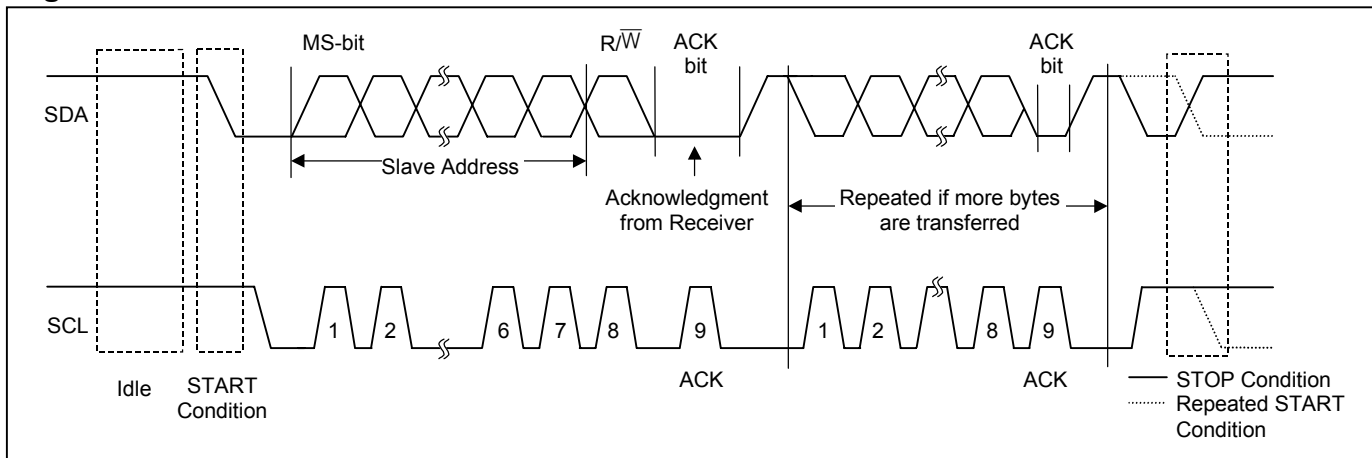 MS-bit
R/W̅
ACK
bit
ACK
bit
SDA
Slave Address
Acknowledgment
from Receiver
Repeated if more bytes
are transferred
SCL
1 2 6 7 8 9 1 2 8 9
Idle
START
Condition
ACK
ACK
STOP Condition
Repeated START
Condition